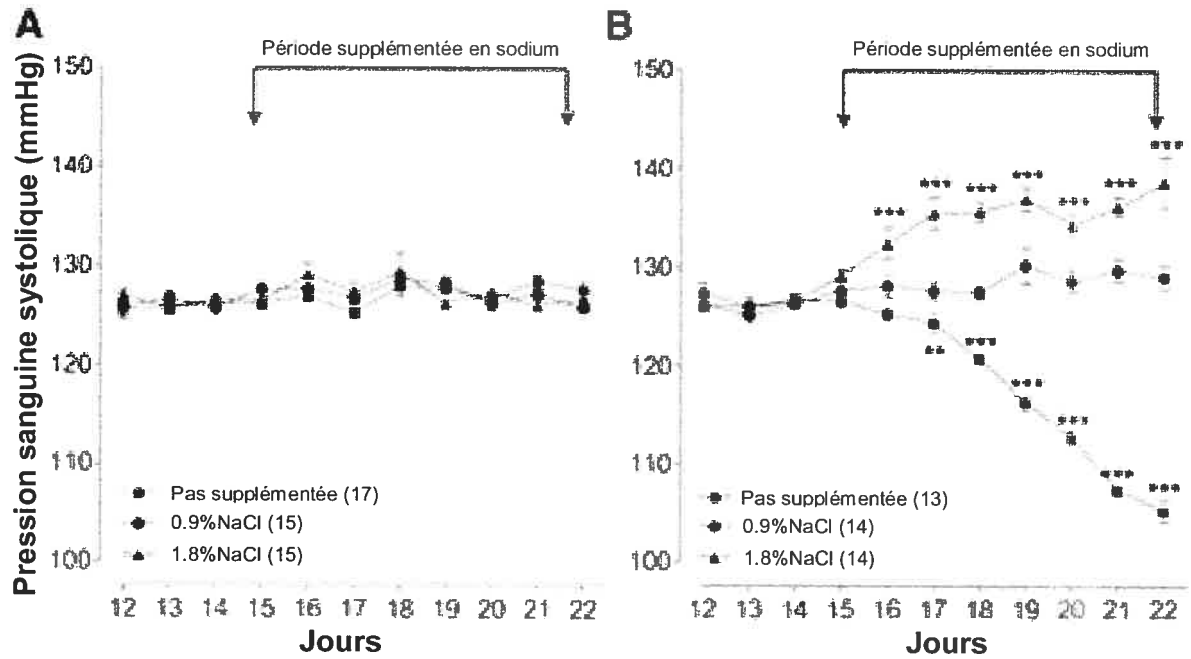 A
Période supplémentée en sodium
Pression sanguine systolique (mmHg)
150
140
130
120
110
100
Pas supplémentée (17)
0.9%NaCl (15)
1.8%NaCl (15)
12 13 14 15 16 17 18 19 20 21 22
Jours
B
Période supplémentée en sodium
150
140
130
120
110
100
*** *** *** *** *** *** ***
** *** *** *** *** ***
Pas supplémentée (13)
0.9%NaCl (14)
1.8%NaCl (14)
12 13 14 15 16 17 18 19 20 21 22
Jours